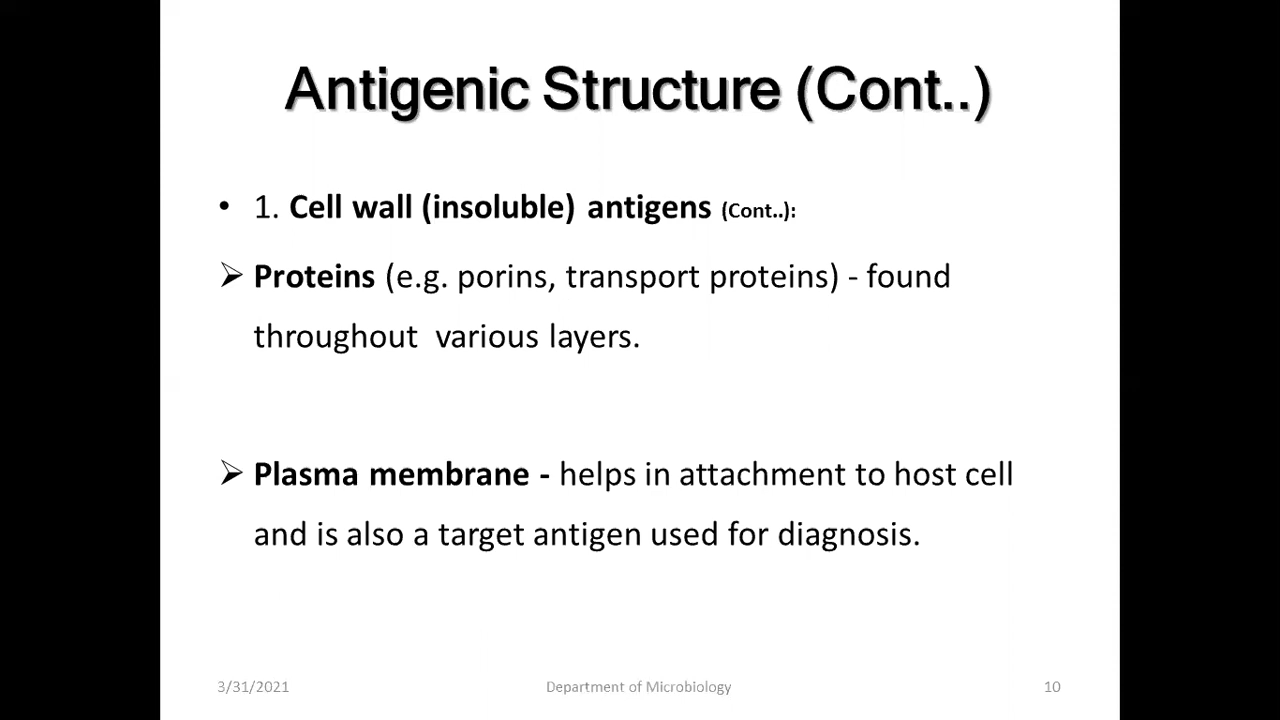 Antigenic Structure (Cont..)
• 1. Cell wall (insoluble) antigens (Cont..):
➢ Proteins (e.g. porins, transport proteins) - found
throughout various layers.
➢ Plasma membrane - helps in attachment to host cell
and is also a target antigen used for diagnosis.
3/31/2021 Department of Microbiology 10